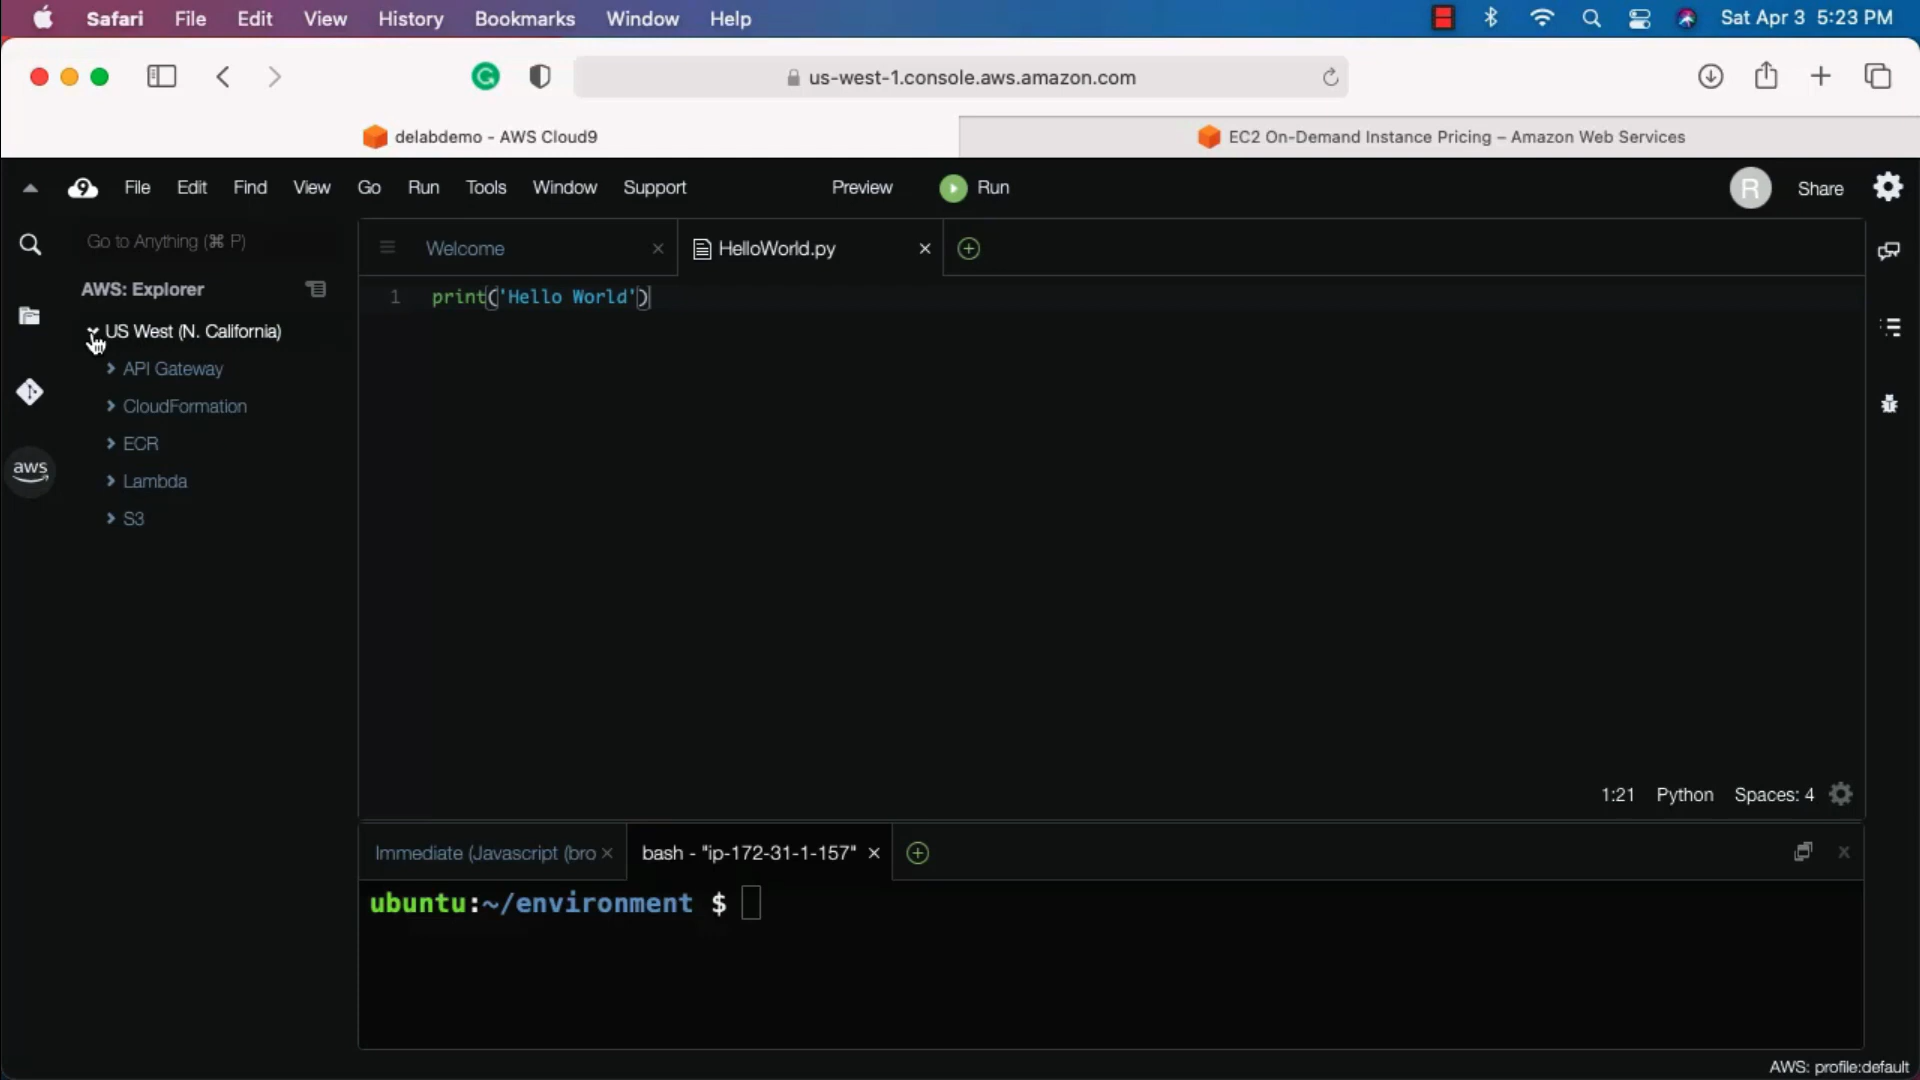 Safari File Edit View History Bookmarks Window Help Sat Apr 3 5:23 PM
us-west-1.console.aws.amazon.com
delabdemo - AWS Cloud9 EC2 On-Demand Instance Pricing – Amazon Web Services
9 File Edit Find View Go Run Tools Window Support Preview Run R Share
Go to Anything (⌘ P)
Welcome HelloWorld.py
AWS: Explorer
1 print('Hello World')
US West (N. California)
API Gateway
CloudFormation
ECR
aws
Lambda
S3
1:21 Python Spaces: 4
Immediate (Javascript (bro bash - "ip-172-31-1-157"
ubuntu:~/environment $
AWS: profile:default